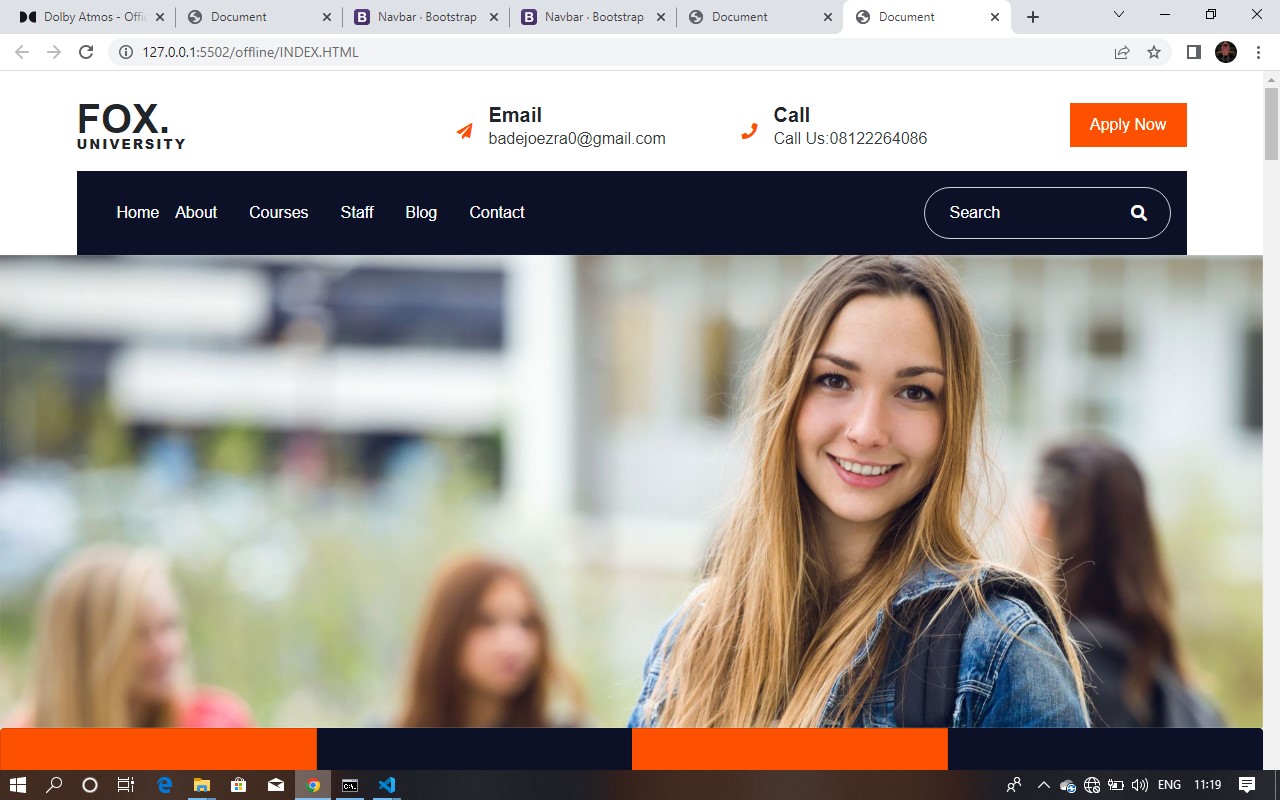 Dolby Atmos - Offi
Document
Navbar · Bootstrap
Navbar · Bootstrap
Document
Document
127.0.0.1:5502/offline/INDEX.HTML
FOX.
UNIVERSITY
Email
badejoezra0@gmail.com
Call
Call Us:08122264086
Apply Now
Home About Courses Staff Blog Contact
Search
ENG 11:19